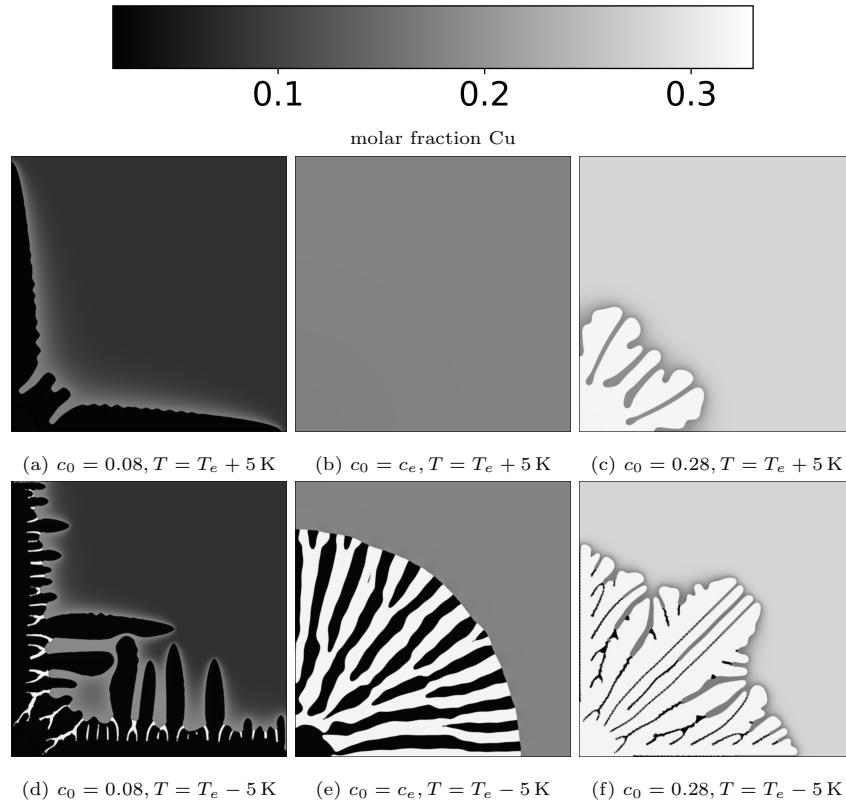 0.1 0.2 0.3
molar fraction Cu
(a) c₀ = 0.08, T = Tₑ + 5 K (b) c₀ = cₑ, T = Tₑ + 5 K (c) c₀ = 0.28, T = Tₑ + 5 K
(d) c₀ = 0.08, T = Tₑ − 5 K (e) c₀ = cₑ, T = Tₑ − 5 K (f) c₀ = 0.28, T = Tₑ − 5 K